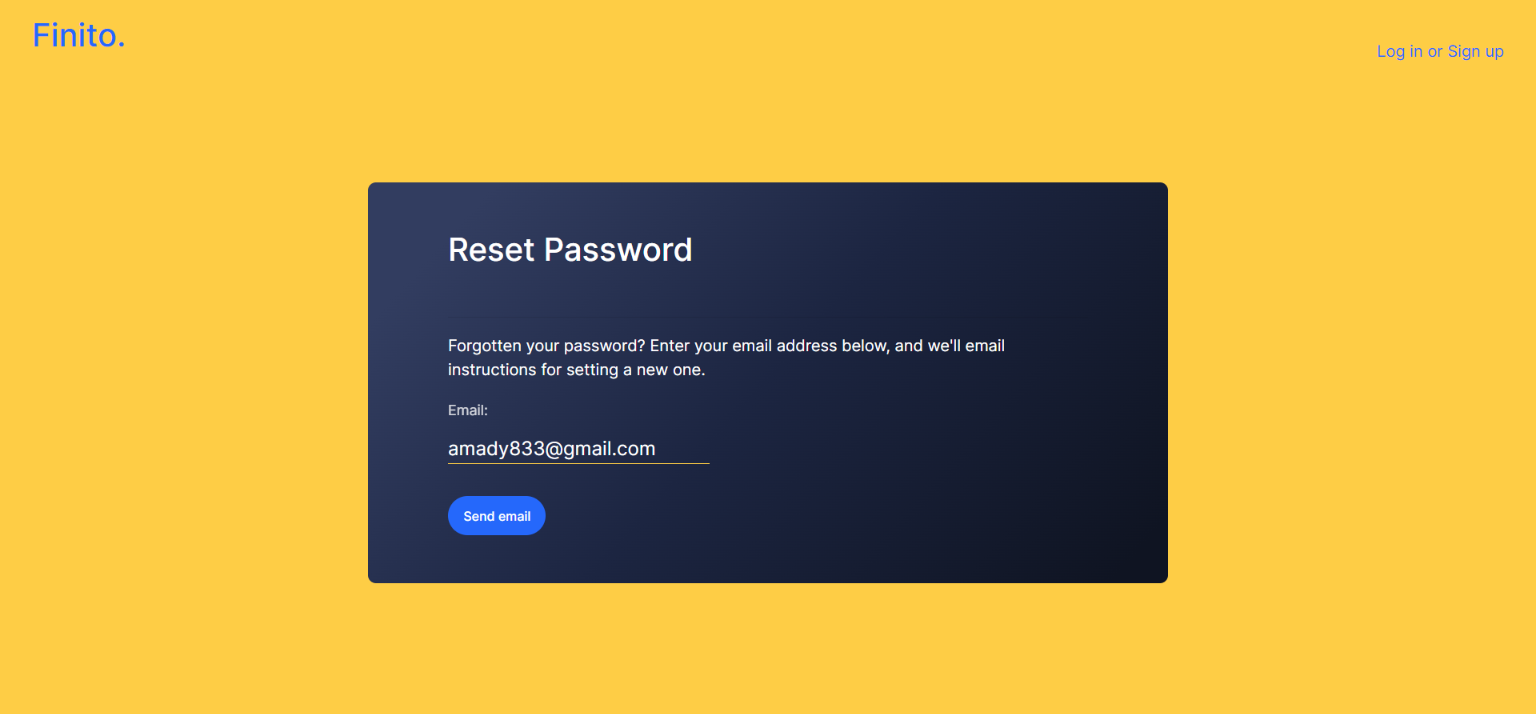 Finito.
Log in or Sign up
Reset Password
Forgotten your password? Enter your email address below, and we'll email
instructions for setting a new one.
Email:
amady833@gmail.com
Send email